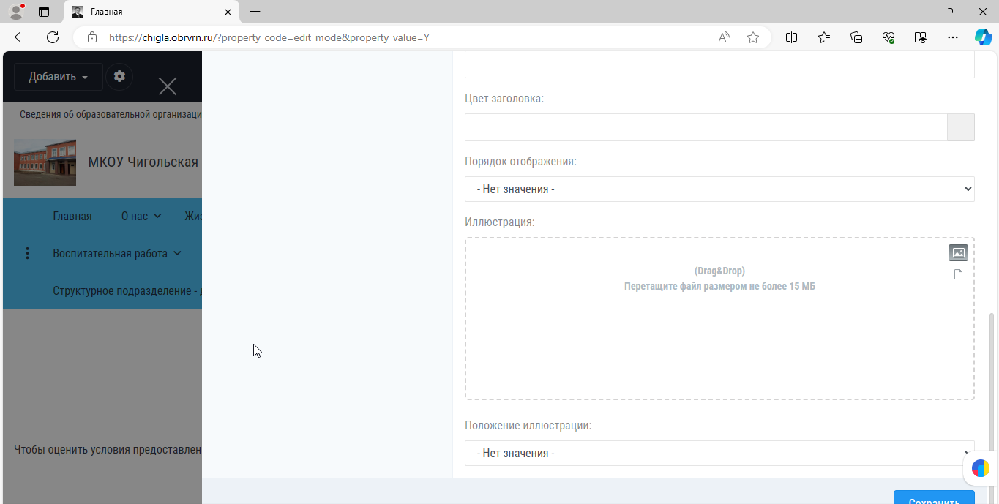 Главная
https://chigla.obrvrn.ru/?property_code=edit_mode&property_value=Y
Добавить
Сведения об образовательной организаци
МКОУ Чигольская
Главная
О нас
Жиз
Воспитательная работа
Структурное подразделение - д
Чтобы оценить условия предоставлен
Цвет заголовка:
Порядок отображения:
- Нет значения -
Иллюстрация:
(Drag&Drop)
Перетащите файл размером не более 15 МБ
Положение иллюстрации:
- Нет значения -
Сохранить